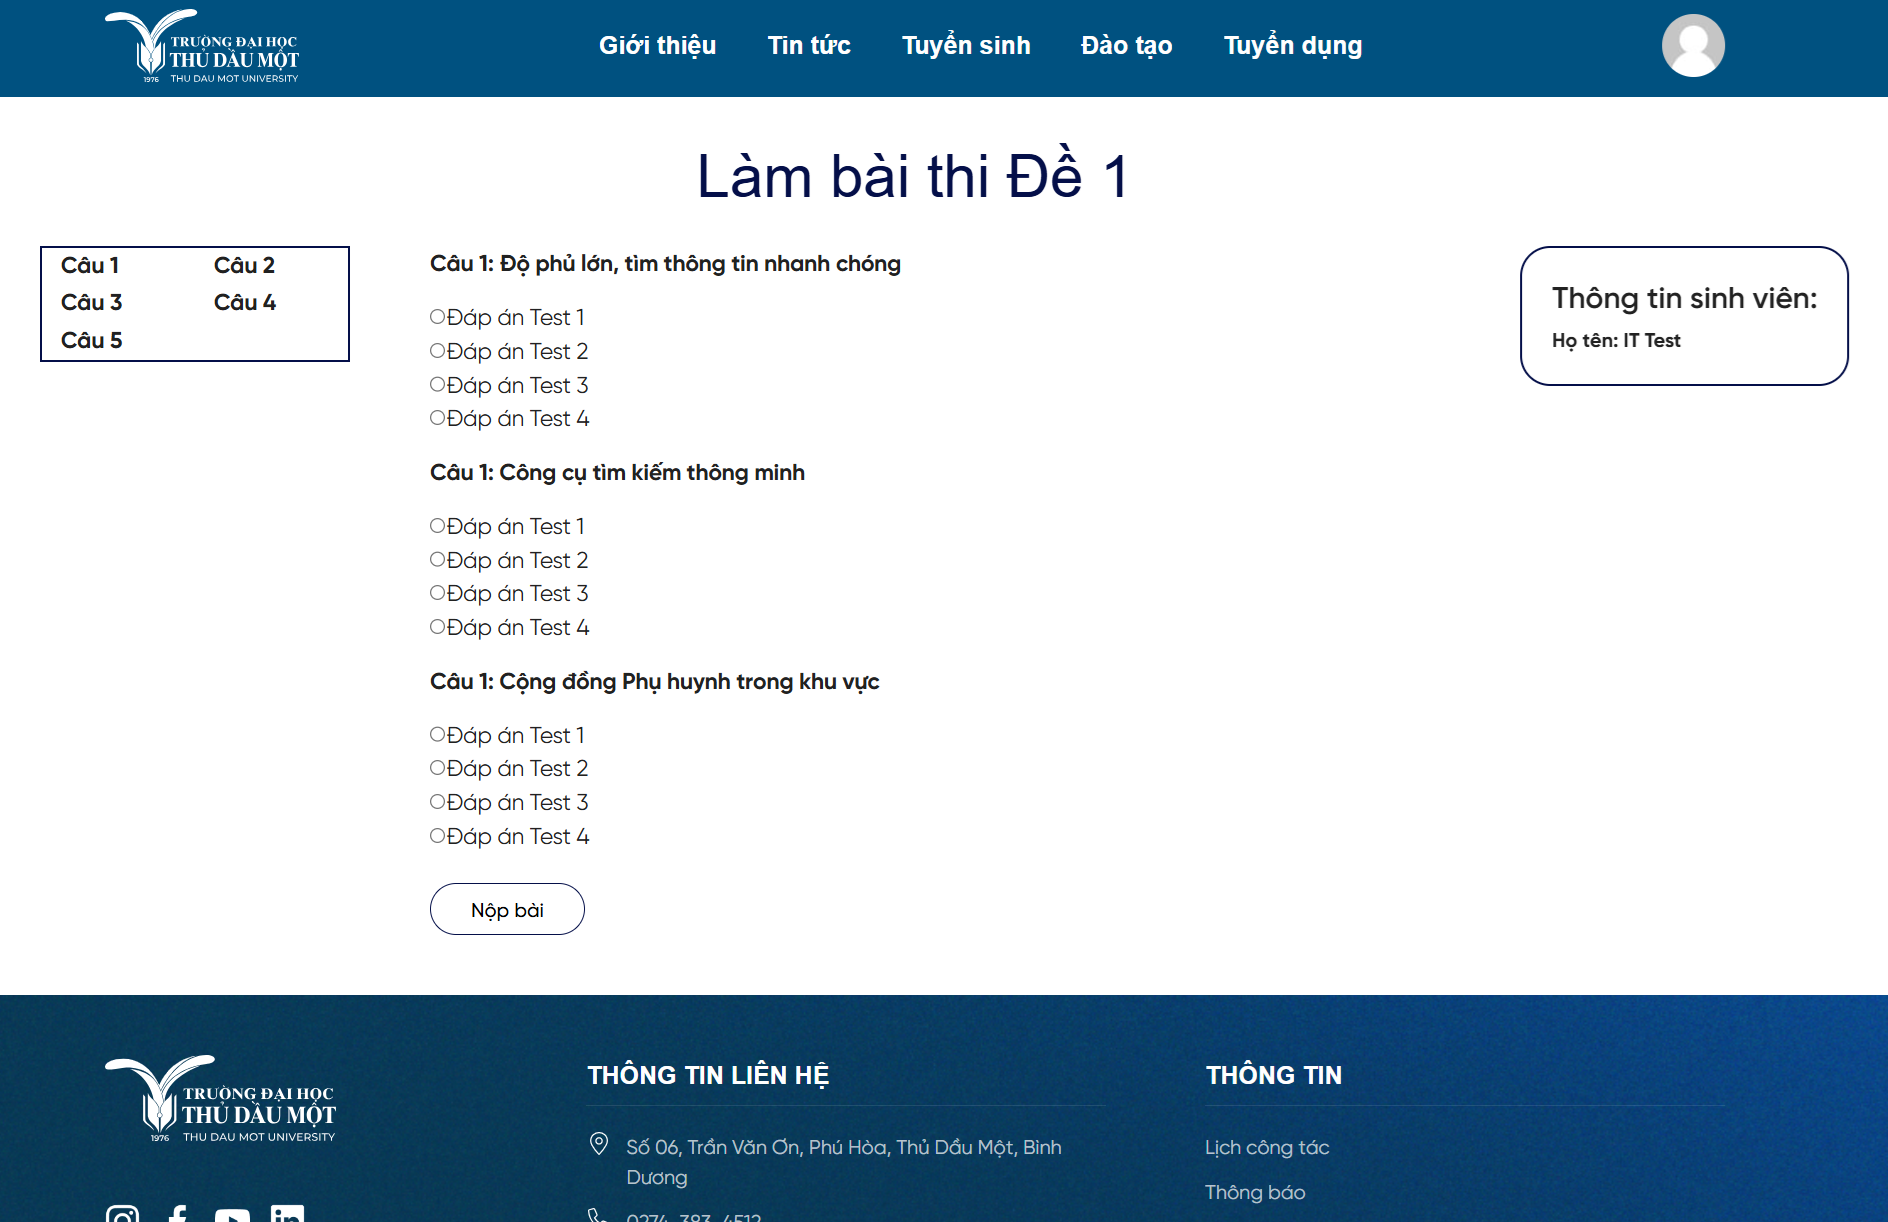 TRƯỜNG ĐẠI HỌC
THỦ DẦU MỘT
1976 THU DAU MOT UNIVERSITY
Giới thiệu
Tin tức
Tuyển sinh
Đào tạo
Tuyển dụng
Làm bài thi Đề 1
Câu 1
Câu 2
Câu 3
Câu 4
Câu 5
Câu 1: Độ phủ lớn, tìm thông tin nhanh chóng
Đáp án Test 1
Đáp án Test 2
Đáp án Test 3
Đáp án Test 4
Câu 1: Công cụ tìm kiếm thông minh
Đáp án Test 1
Đáp án Test 2
Đáp án Test 3
Đáp án Test 4
Câu 1: Cộng đồng Phụ huynh trong khu vực
Đáp án Test 1
Đáp án Test 2
Đáp án Test 3
Đáp án Test 4
Nộp bài
Thông tin sinh viên:
Họ tên: IT Test
TRƯỜNG ĐẠI HỌC
THỦ DẦU MỘT
1976 THU DAU MOT UNIVERSITY
THÔNG TIN LIÊN HỆ
Số 06, Trần Văn Ơn, Phú Hòa, Thủ Dầu Một, Bình
Dương
0274. 383. 4512
THÔNG TIN
Lịch công tác
Thông báo